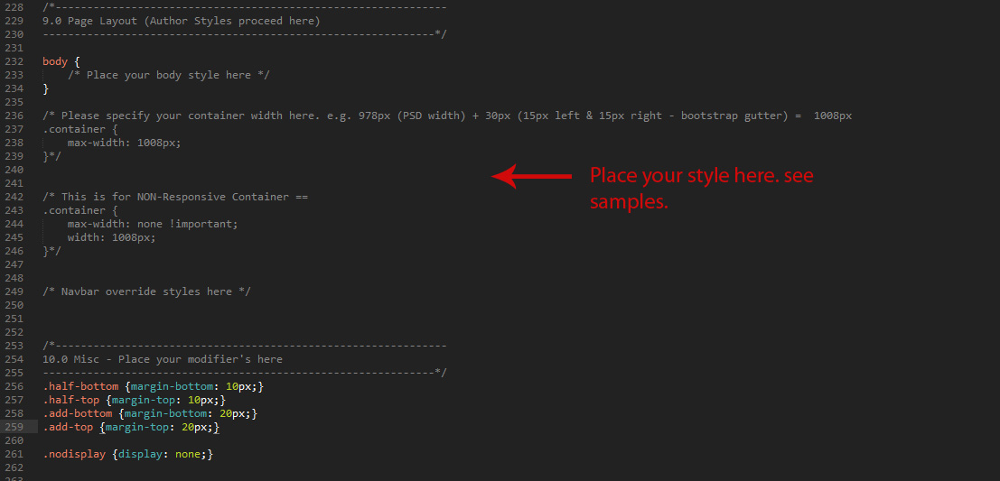 228 /*--------------------------------------------------------------
229 9.0 Page Layout (Author Styles proceed here)
230 --------------------------------------------------------------*/
231
232 body {
233     /* Place your body style here */
234 }
235
236 /* Please specify your container width here. e.g. 978px (PSD width) + 30px (15px left & 15px right - bootstrap gutter) =  1008px
237 .container {
238     max-width: 1008px;
239 }*/
240
241
Place your style here. see
samples.
242 /* This is for NON-Responsive Container ==
243 .container {
244     max-width: none !important;
245     width: 1008px;
246 }*/
247
248
249 /* Navbar override styles here */
250
251
252
253 /*--------------------------------------------------------------
254 10.0 Misc - Place your modifier's here
255 --------------------------------------------------------------*/
256 .half-bottom {margin-bottom: 10px;}
257 .half-top {margin-top: 10px;}
258 .add-bottom {margin-bottom: 20px;}
259 .add-top {margin-top: 20px;}
260
261 .nodisplay {display: none;}
262
263